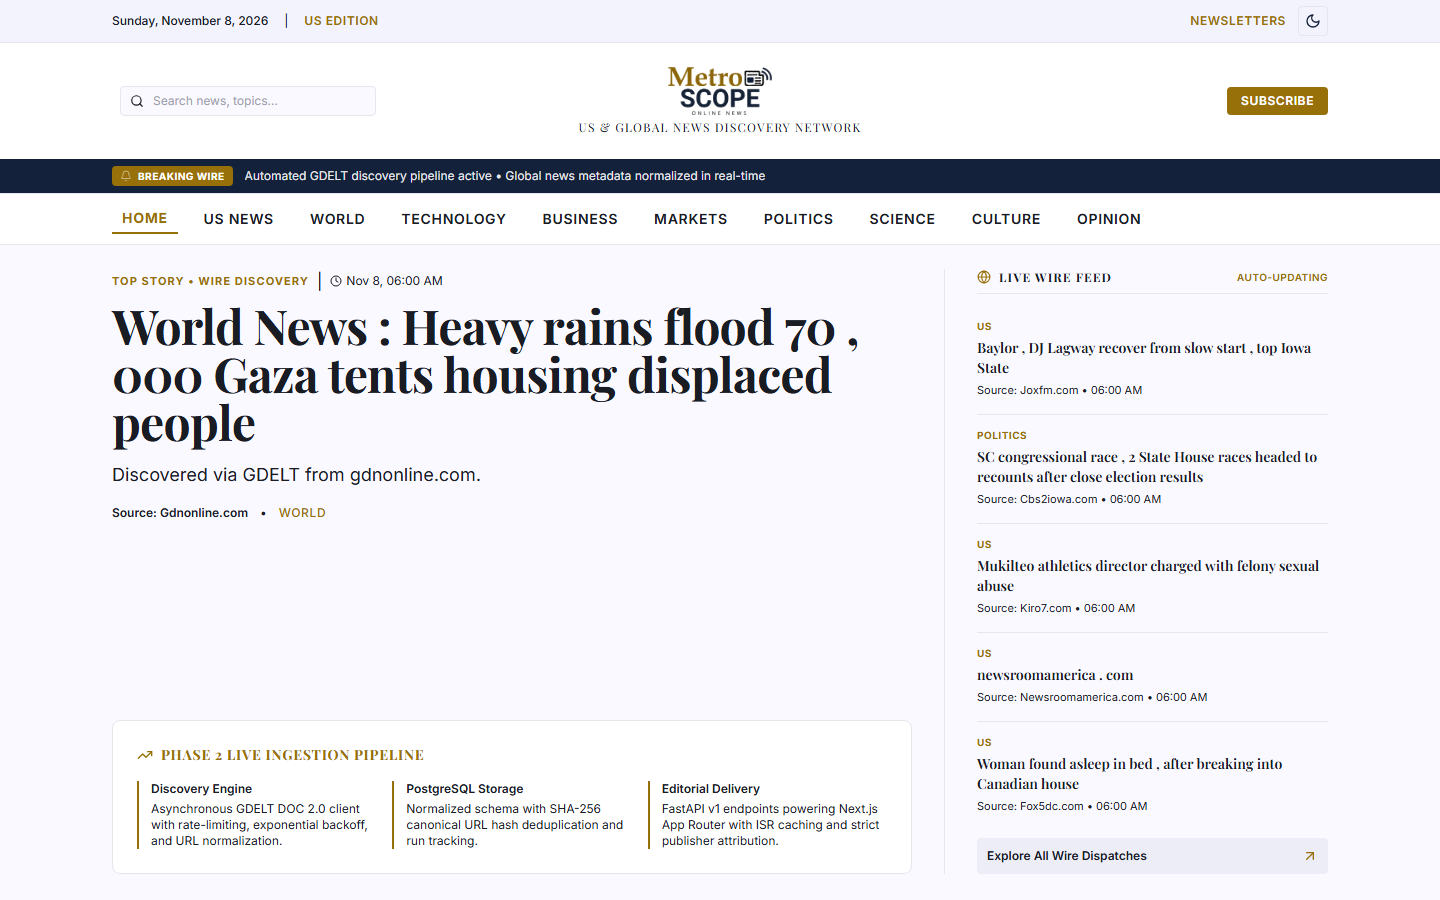 Sunday, November 8, 2026 | US EDITION
NEWSLETTERS
Search news, topics...
Metro
SCOPE
ONLINE NEWS
US & GLOBAL NEWS DISCOVERY NETWORK
SUBSCRIBE
BREAKING WIRE Automated GDELT discovery pipeline active • Global news metadata normalized in real-time
HOME US NEWS WORLD TECHNOLOGY BUSINESS MARKETS POLITICS SCIENCE CULTURE OPINION
TOP STORY • WIRE DISCOVERY | Nov 8, 06:00 AM
World News : Heavy rains flood 70 ,
000 Gaza tents housing displaced
people
Discovered via GDELT from gdnonline.com.
Source: Gdnonline.com • WORLD
PHASE 2 LIVE INGESTION PIPELINE
Discovery Engine
Asynchronous GDELT DOC 2.0 client
with rate-limiting, exponential backoff,
and URL normalization.
PostgreSQL Storage
Normalized schema with SHA-256
canonical URL hash deduplication and
run tracking.
Editorial Delivery
FastAPI v1 endpoints powering Next.js
App Router with ISR caching and strict
publisher attribution.
LIVE WIRE FEED AUTO-UPDATING
US
Baylor , DJ Lagway recover from slow start , top Iowa
State
Source: Joxfm.com • 06:00 AM
POLITICS
SC congressional race , 2 State House races headed to
recounts after close election results
Source: Cbs2iowa.com • 06:00 AM
US
Mukilteo athletics director charged with felony sexual
abuse
Source: Kiro7.com • 06:00 AM
US
newsroomamerica . com
Source: Newsroomamerica.com • 06:00 AM
US
Woman found asleep in bed , after breaking into
Canadian house
Source: Fox5dc.com • 06:00 AM
Explore All Wire Dispatches